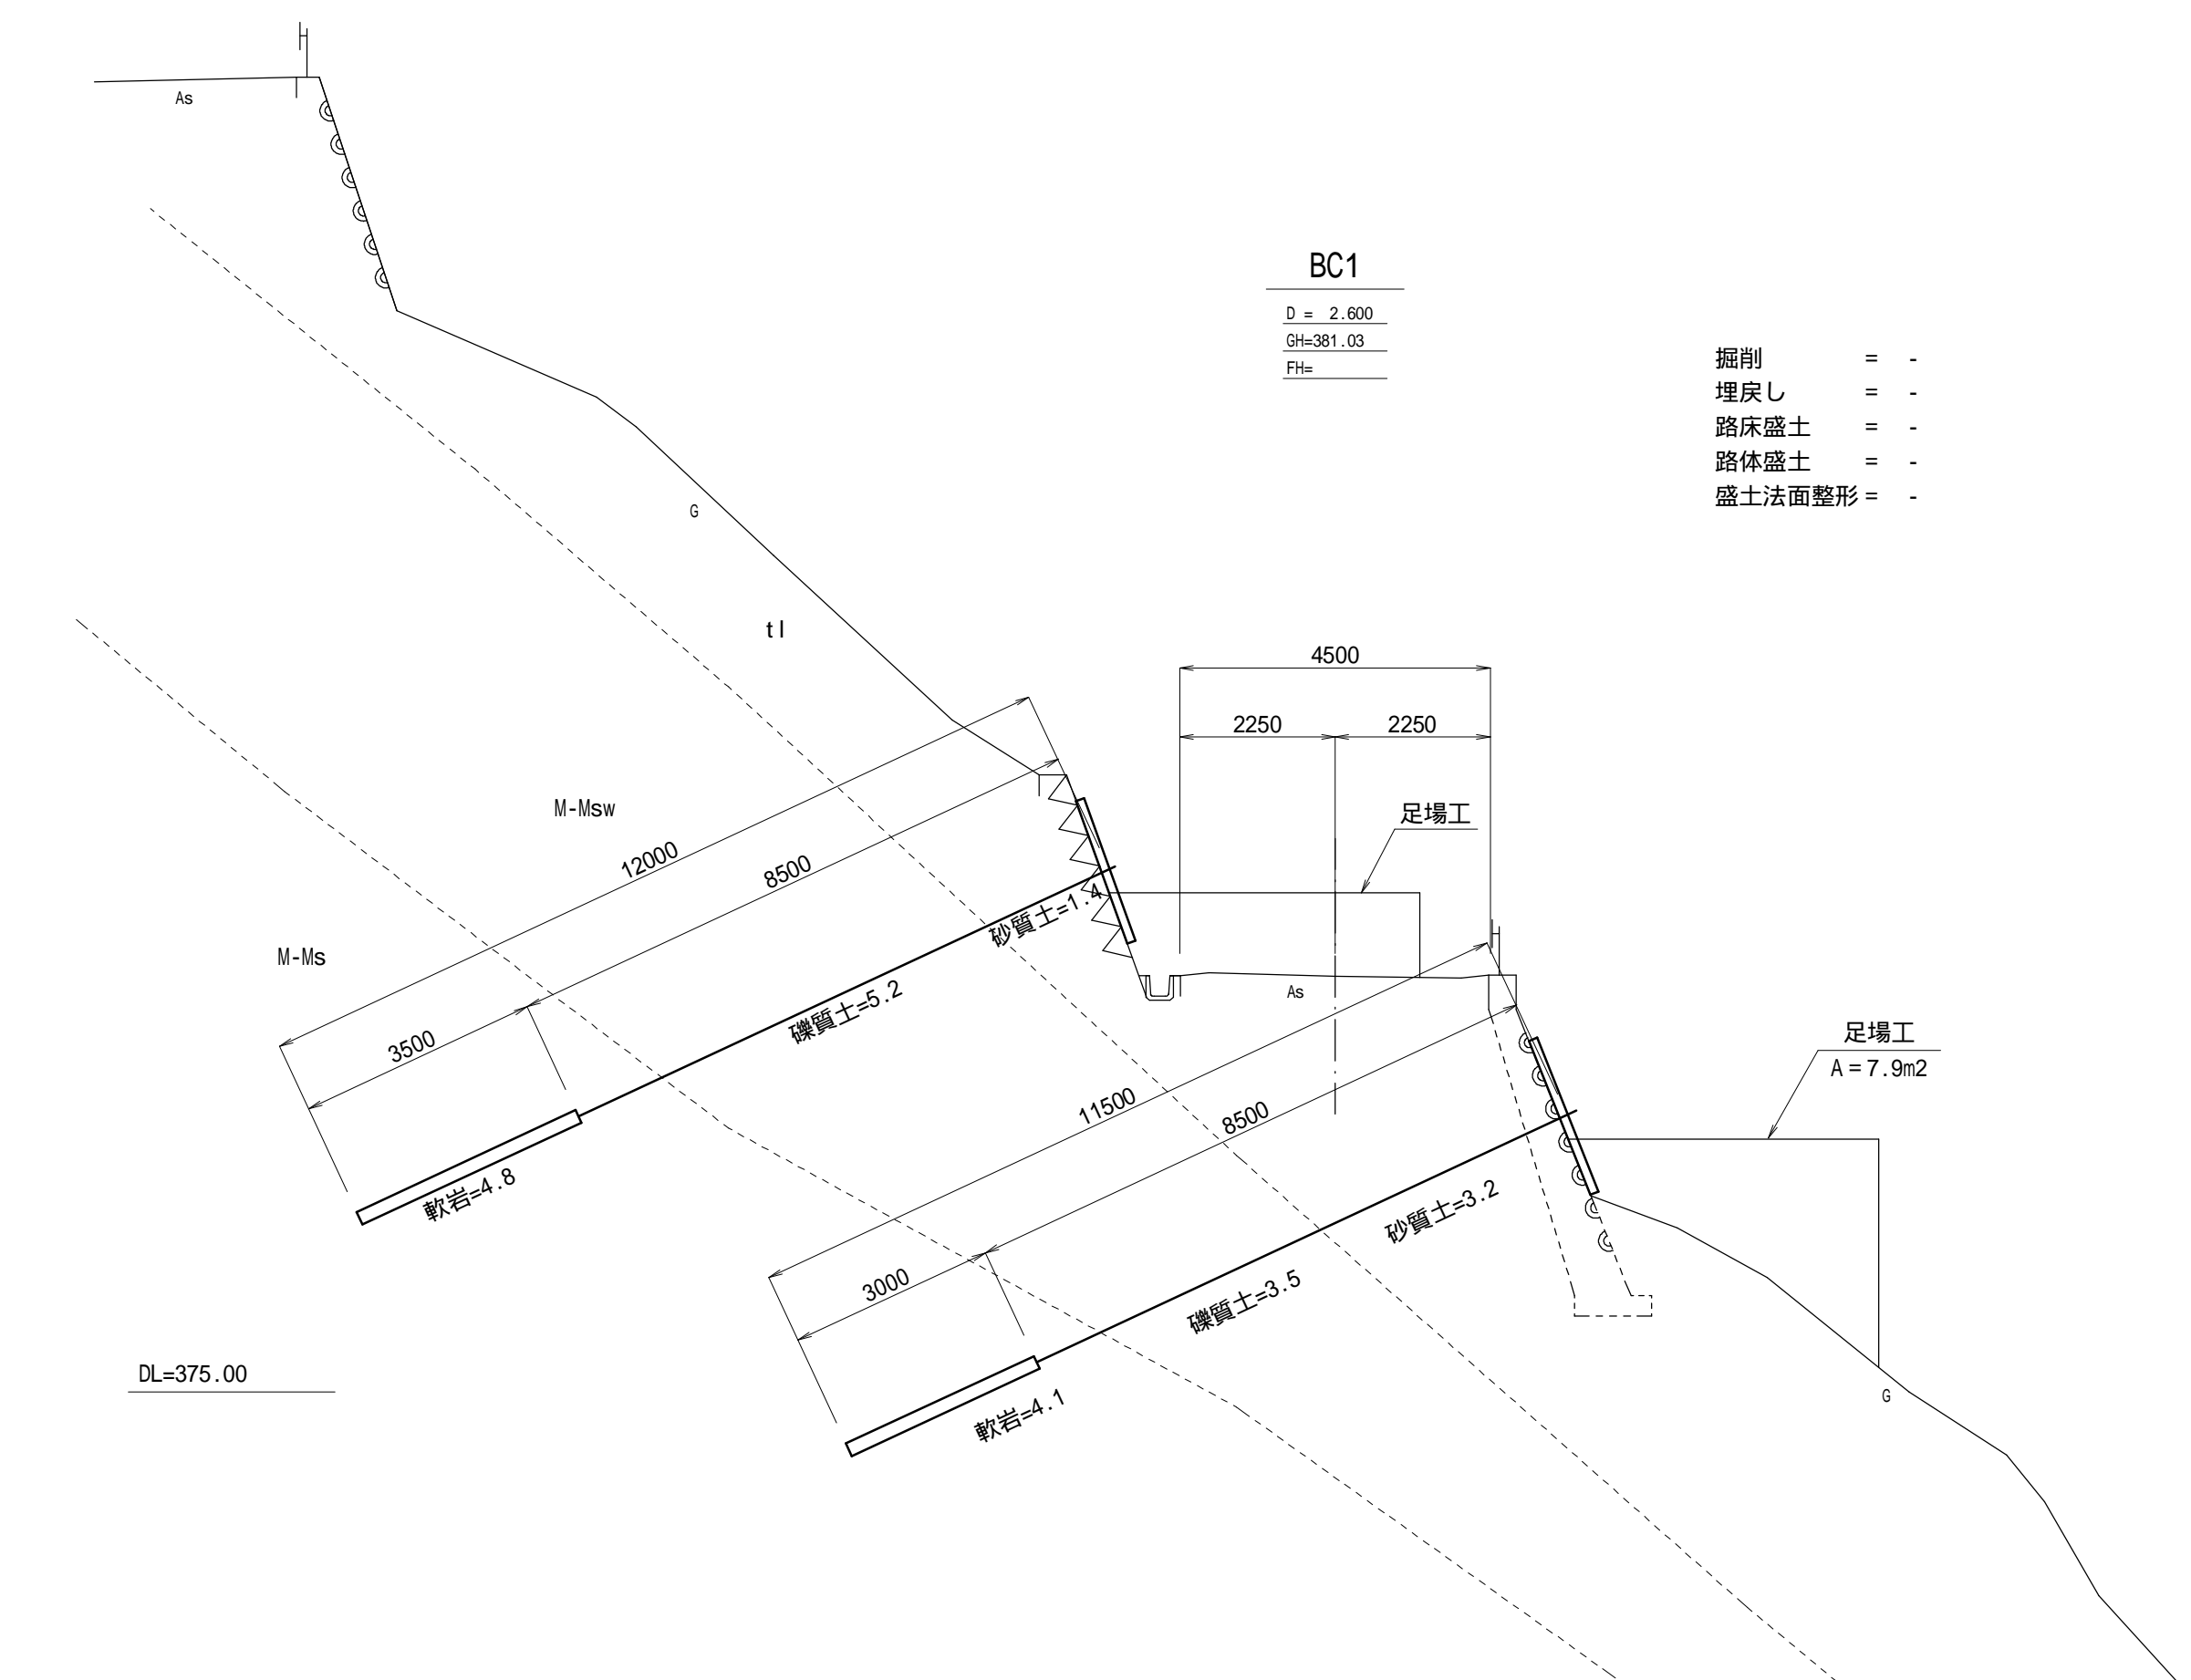 As
BC1
D = 2.600
GH=381.03
FH=
掘削 = -
埋戻し = -
路床盛土 = -
路体盛土 = -
盛土法面整形 = -
G
tl
4500
2250
2250
足場工
M-Msw
12000
8500
砂質土=1.4
M-Ms
礫質土=5.2
3500
As
足場工
A=7.9m2
11500
8500
軟岩=4.8
砂質土=3.2
3000
礫質土=3.5
DL=375.00
軟岩=4.1
G